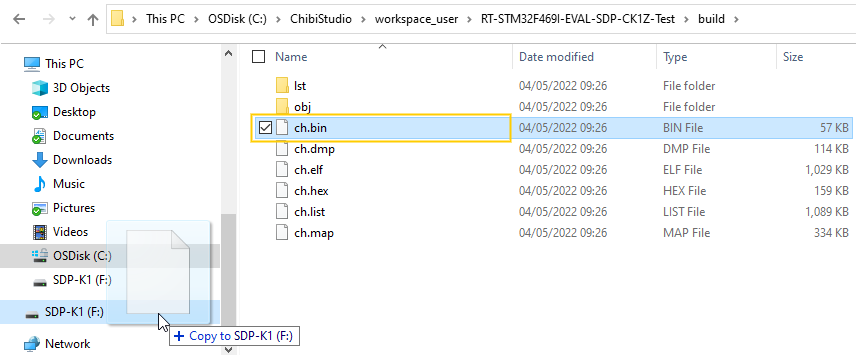 This PC > OSDisk (C:) > ChibiStudio > workspace_user > RT-STM32F469I-EVAL-SDP-CK1Z-Test > build >
This PC
3D Objects
Desktop
Documents
Downloads
Music
Pictures
Videos
OSDisk (C:)
SDP-K1 (F:)
SDP-K1 (F:)
Network
Name Date modified Type Size
lst 04/05/2022 09:26 File folder
obj 04/05/2022 09:26 File folder
ch.bin 04/05/2022 09:26 BIN File 57 KB
ch.dmp 04/05/2022 09:26 DMP File 114 KB
ch.elf 04/05/2022 09:26 ELF File 1,029 KB
ch.hex 04/05/2022 09:26 HEX File 159 KB
ch.list 04/05/2022 09:26 LIST File 1,089 KB
ch.map 04/05/2022 09:26 MAP File 334 KB
+ Copy to SDP-K1 (F:)